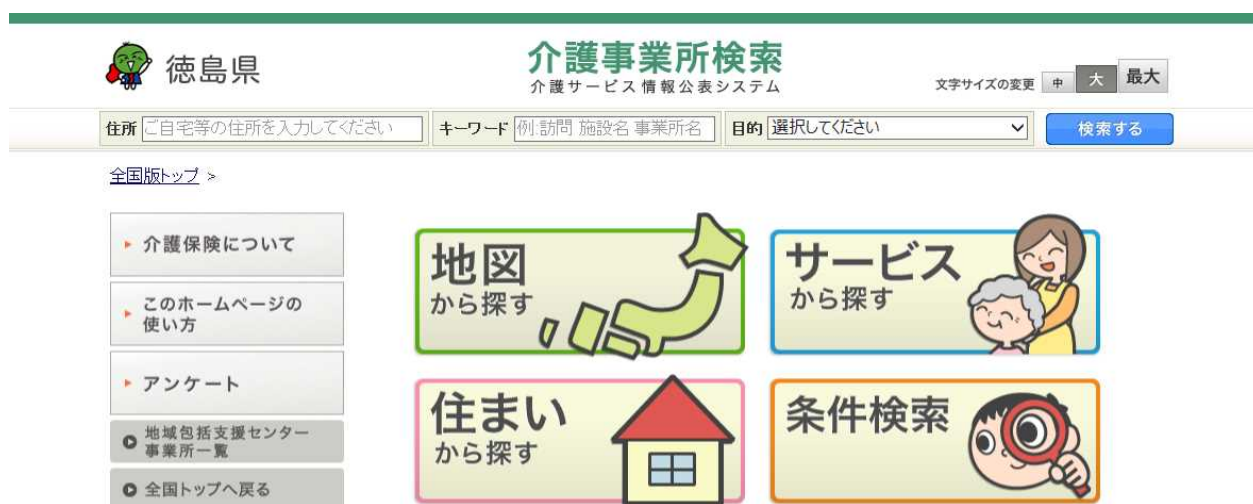 徳島県
介護事業所検索
介護サービス情報公表システム
文字サイズの変更 中 大 最大
住所 ご自宅等の住所を入力してください キーワード 例:訪問 施設名 事業所名 目的 選択してください 検索する
全国版トップ >
介護保険について
このホームページの
使い方
アンケート
地域包括支援センター
事業所一覧
全国トップへ戻る
地図
から探す
サービス
から探す
住まい
から探す
条件検索